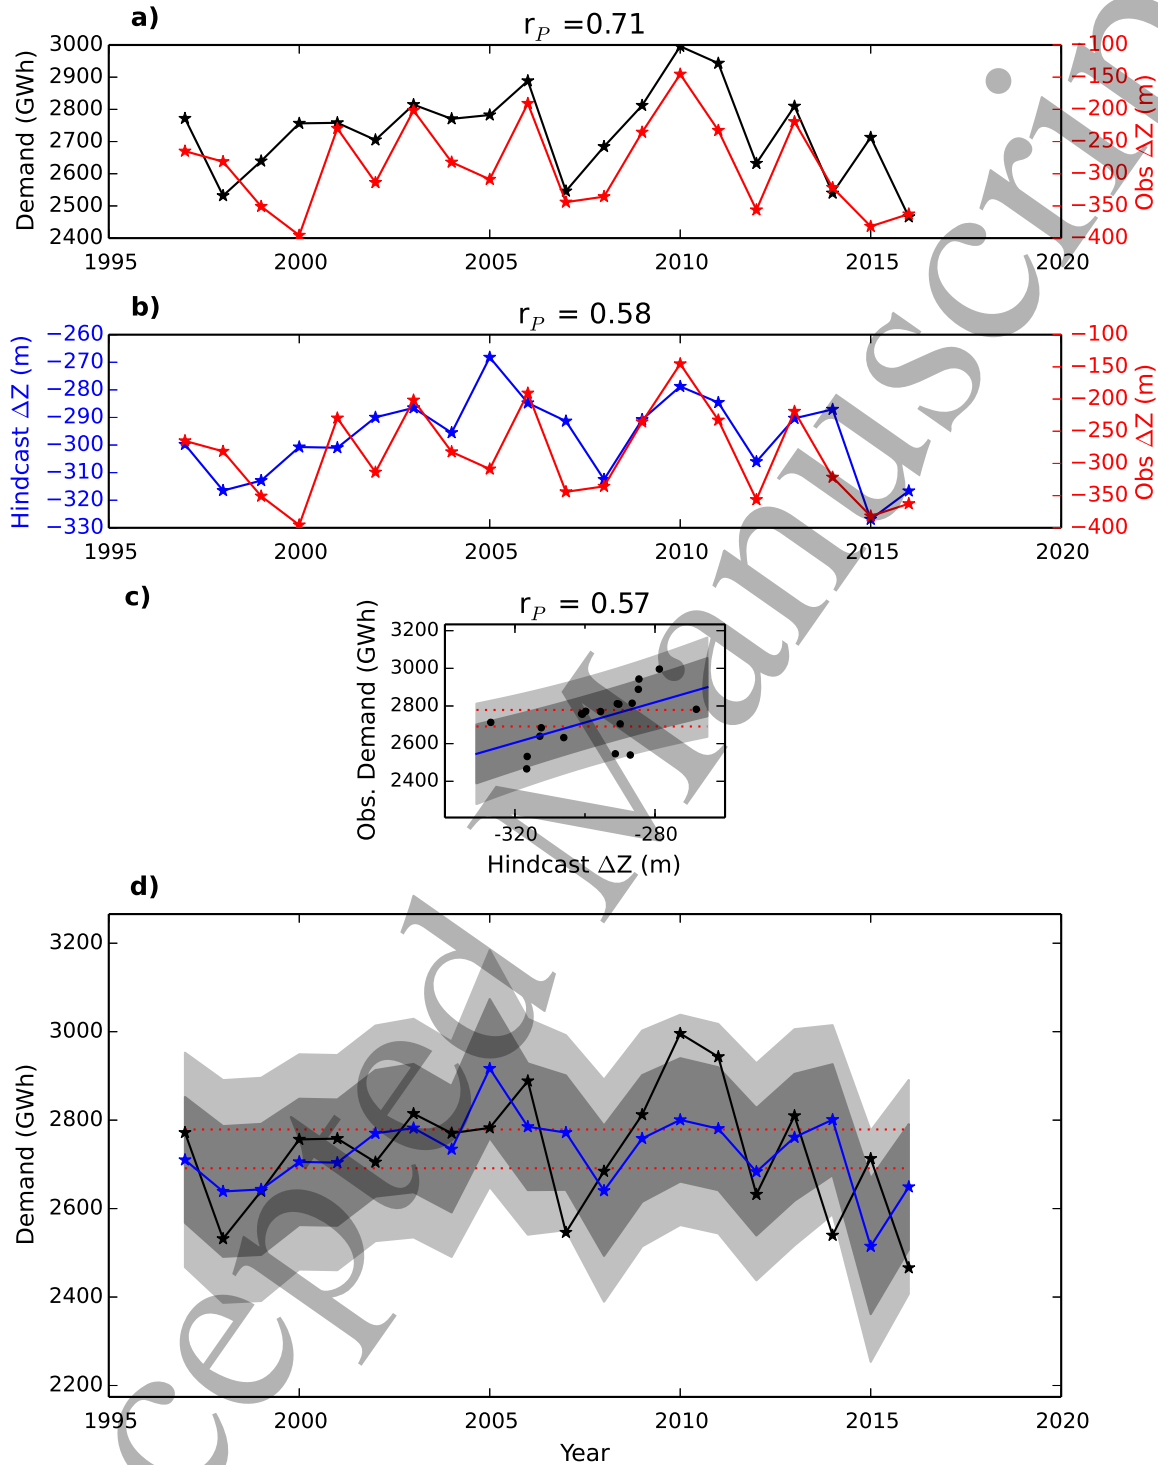 a)
r_P =0.71
Demand (GWh)
3000
2900
2800
2700
2600
2500
2400
−100
−150
−200
−250
−300
−350
−400
Obs ΔZ (m)
1995 2000 2005 2010 2015 2020
b)
r_P = 0.58
Hindcast ΔZ (m)
−260
−270
−280
−290
−300
−310
−320
−330
−100
−150
−200
−250
−300
−350
−400
Obs ΔZ (m)
1995 2000 2005 2010 2015 2020
c)
r_P = 0.57
Obs. Demand (GWh)
3200
3000
2800
2600
2400
-320 -280
Hindcast ΔZ (m)
d)
Demand (GWh)
3200
3000
2800
2600
2400
2200
1995 2000 2005 2010 2015 2020
Year
cepted Manuscrip